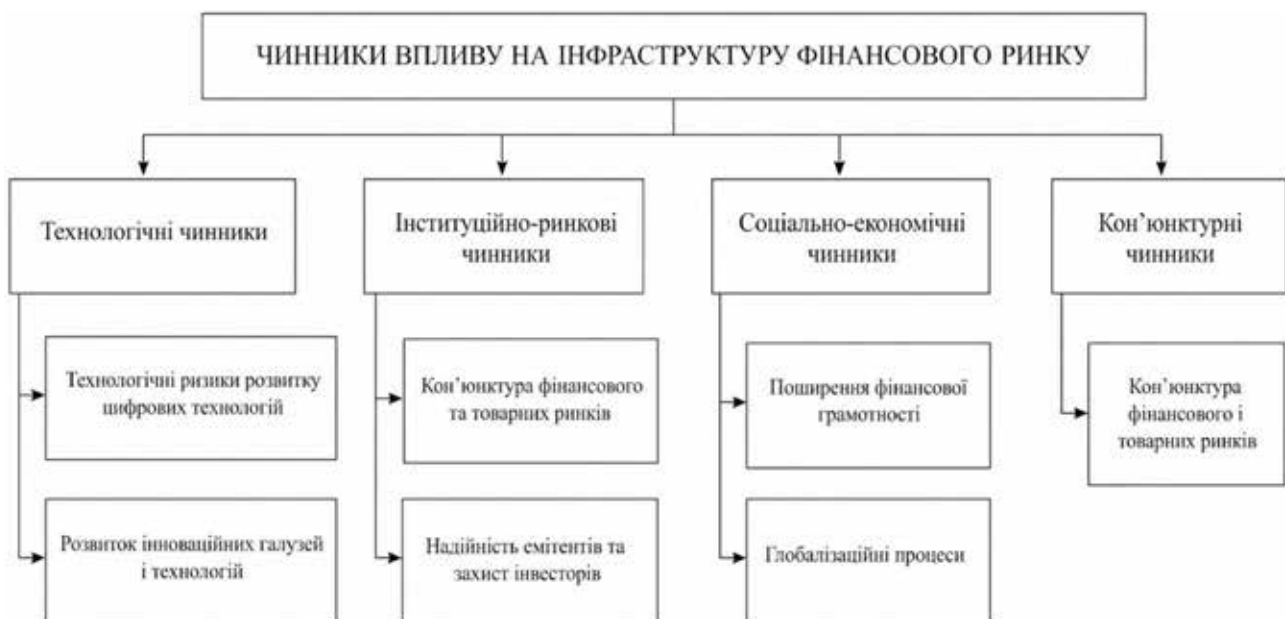 ЧИННИКИ ВПЛИВУ НА ІНФРАСТРУКТУРУ ФІНАНСОВОГО РИНКУ
Технологічні чинники
Інституційно-ринкові
чинники
Соціально-економічні
чинники
Кон’юнктурні
чинники
Технологічні ризики розвитку
цифрових технологій
Кон’юнктура фінансового
та товарних ринків
Поширення фінансової
грамотності
Кон’юнктура
фінансового і
товарних ринків
Розвиток інноваційних галузей
і технологій
Надійність емітентів та
захист інвесторів
Глобалізаційні процеси